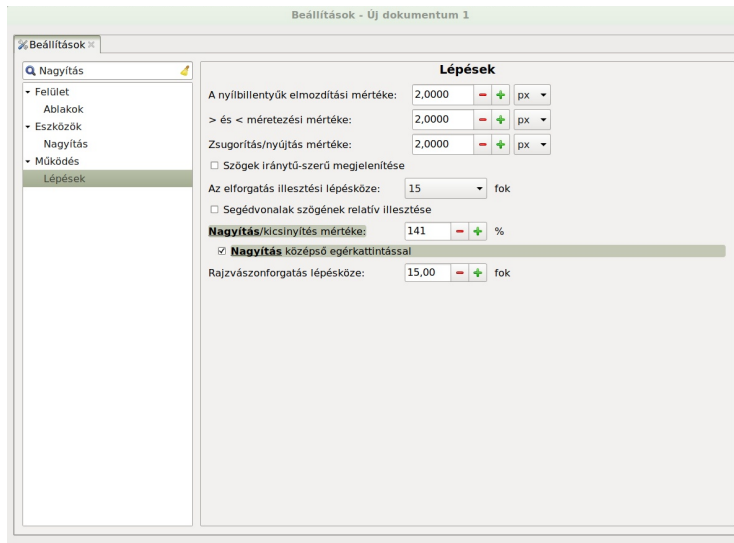 Beállítások - Új dokumentum 1
Beállítások
Nagyítás
Felület
Ablakok
Eszközök
Nagyítás
Működés
Lépések
Lépések
A nyílbillentyűk elmozdítási mértéke: 2,0000 px
> és < méretezési mértéke: 2,0000 px
Zsugorítás/nyújtás mértéke: 2,0000 px
Szögek iránytű-szerű megjelenítése
Az elforgatás illesztési lépésköze: 15 fok
Segédvonalak szögének relatív illesztése
Nagyítás/kicsinyítés mértéke: 141 %
Nagyítás középső egérkattintással
Rajzvászonforgatás lépésköze: 15,00 fok